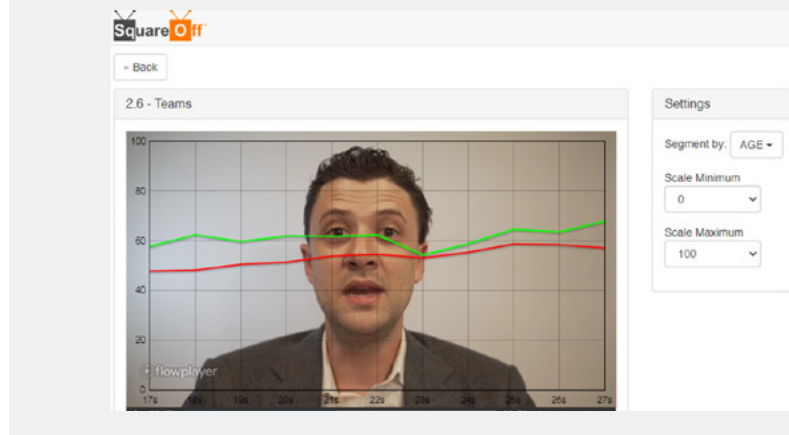 SquareOff
« Back
2.6 - Teams
Settings
Segment by: AGE
Scale Minimum
0
Scale Maximum
100
100
80
60
40
20
0
flowplayer
17s 18s 19s 20s 21s 22s 23s 24s 25s 26s 27s